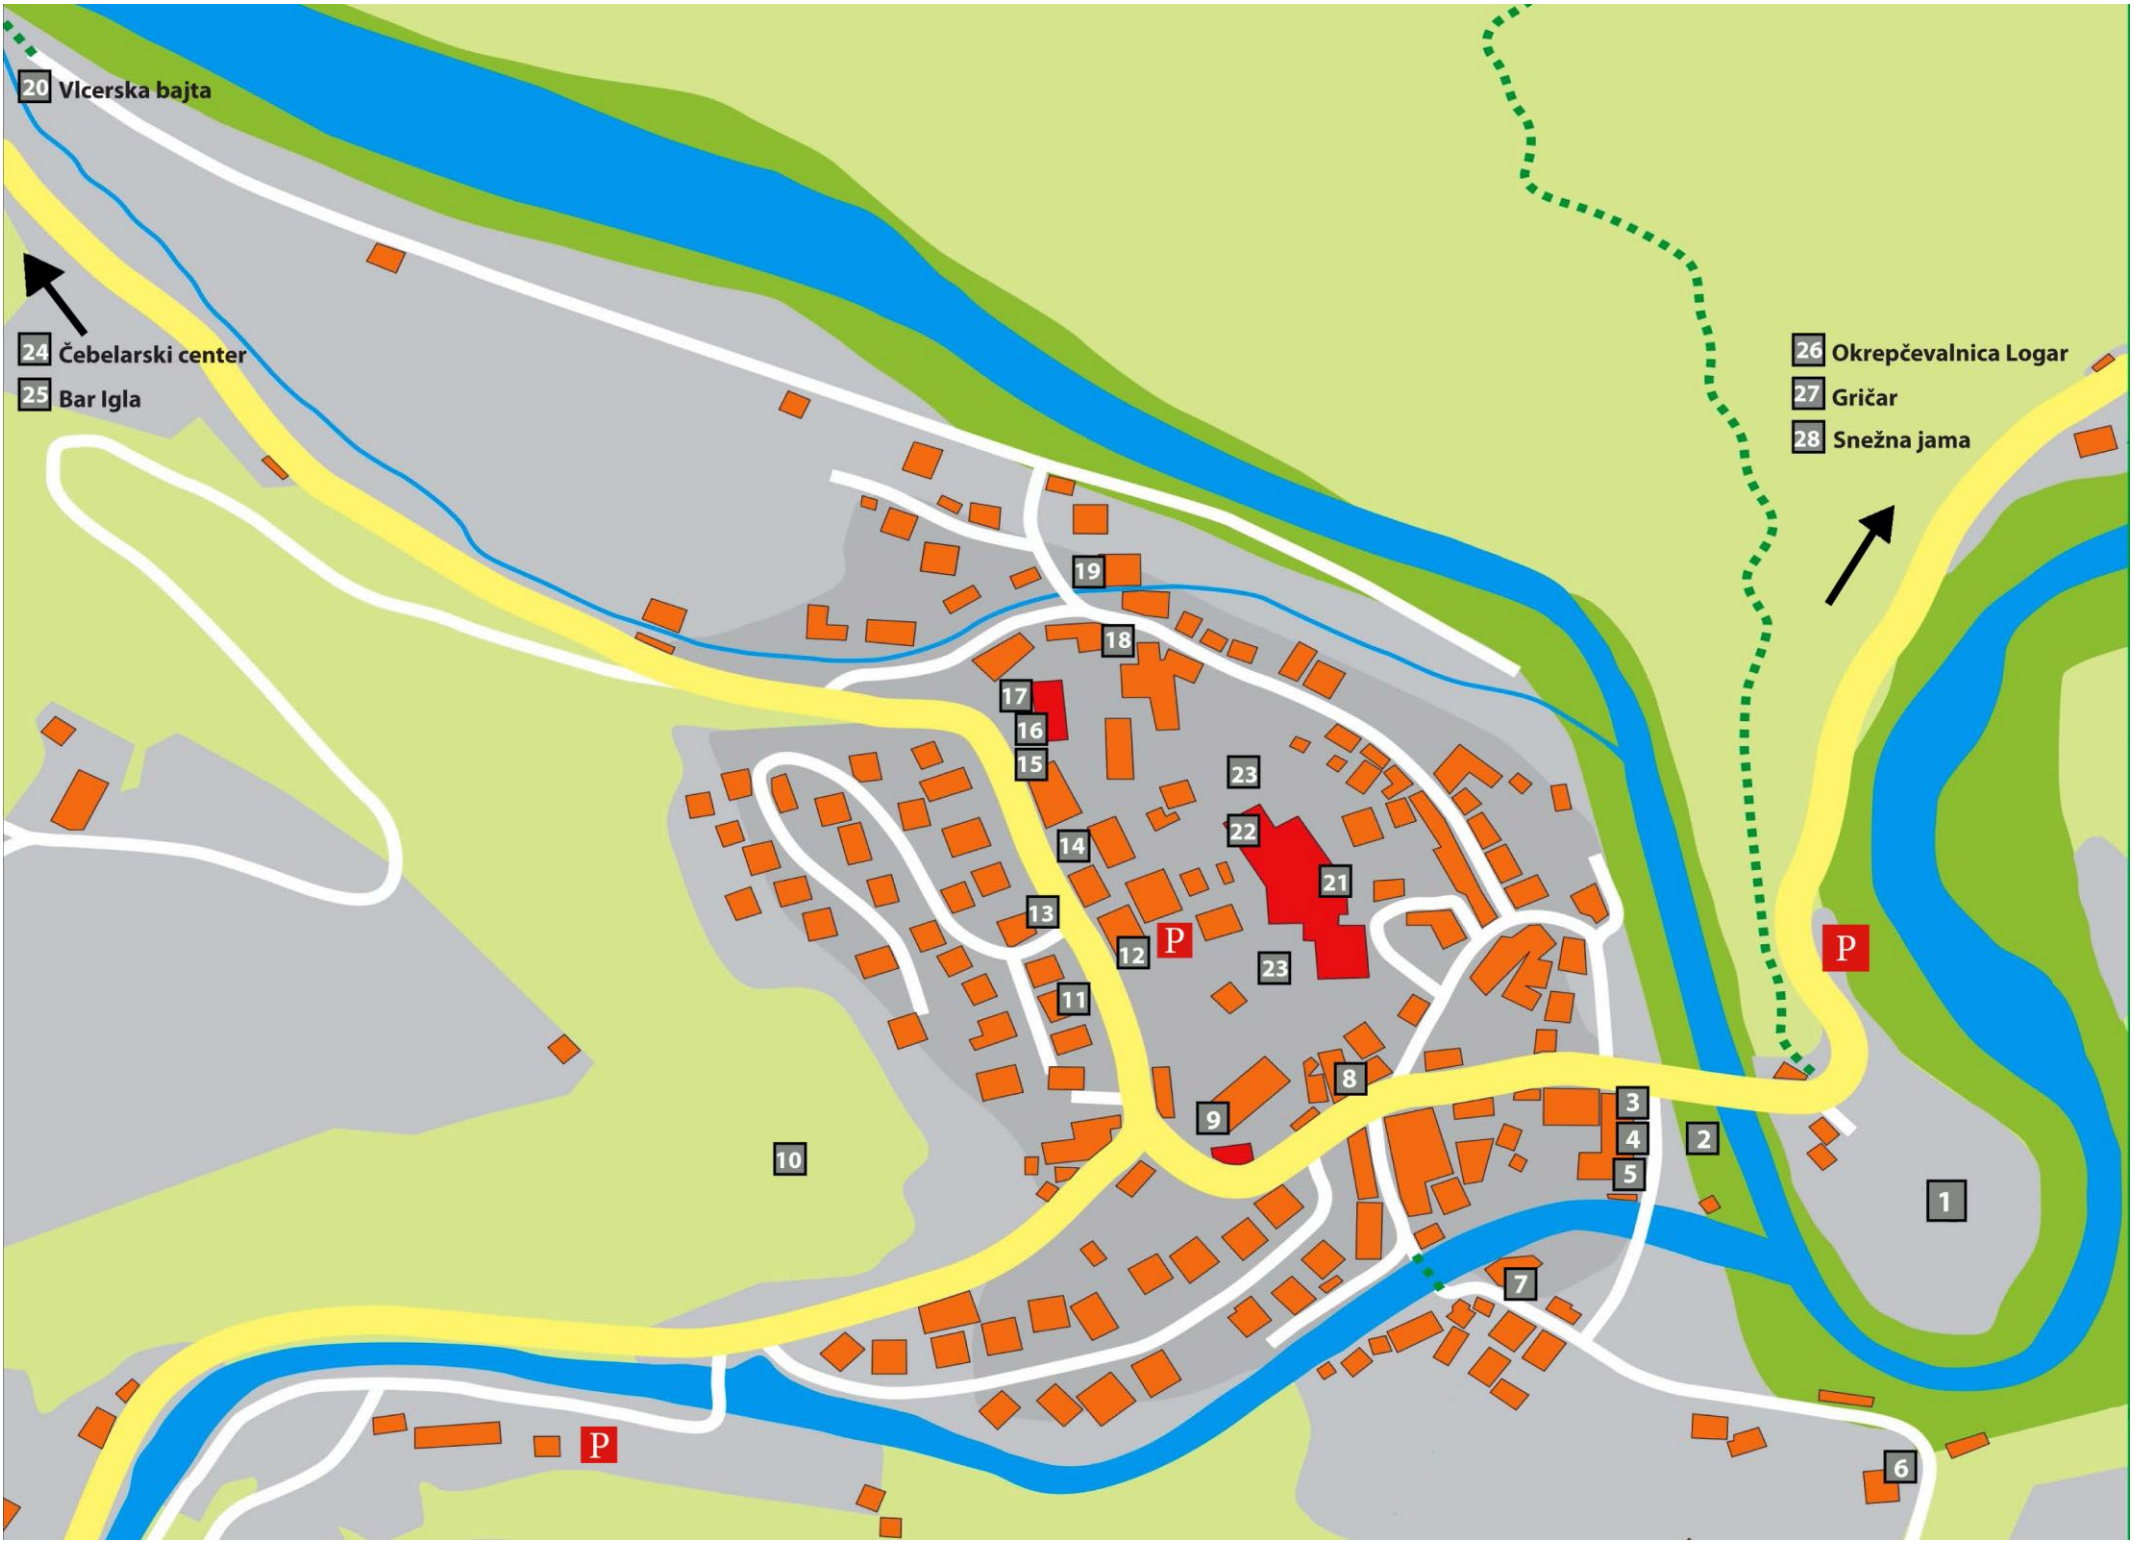 20 Vlcerska bajta
24 Čebelarski center
25 Bar Igla
26 Okrepčevalnica Logar
27 Gričar
28 Snežna jama
19
18
17
16
15
23
22
14
21
13
P
12
P
23
11
8
3
9
2
4
10
5
1
7
P
6